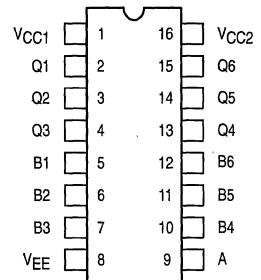 VCC1 1 16 VCC2
Q1 2 15 Q6
Q2 3 14 Q5
Q3 4 13 Q4
B1 5 12 B6
B2 6 11 B5
B3 7 10 B4
VEE 8 9 A